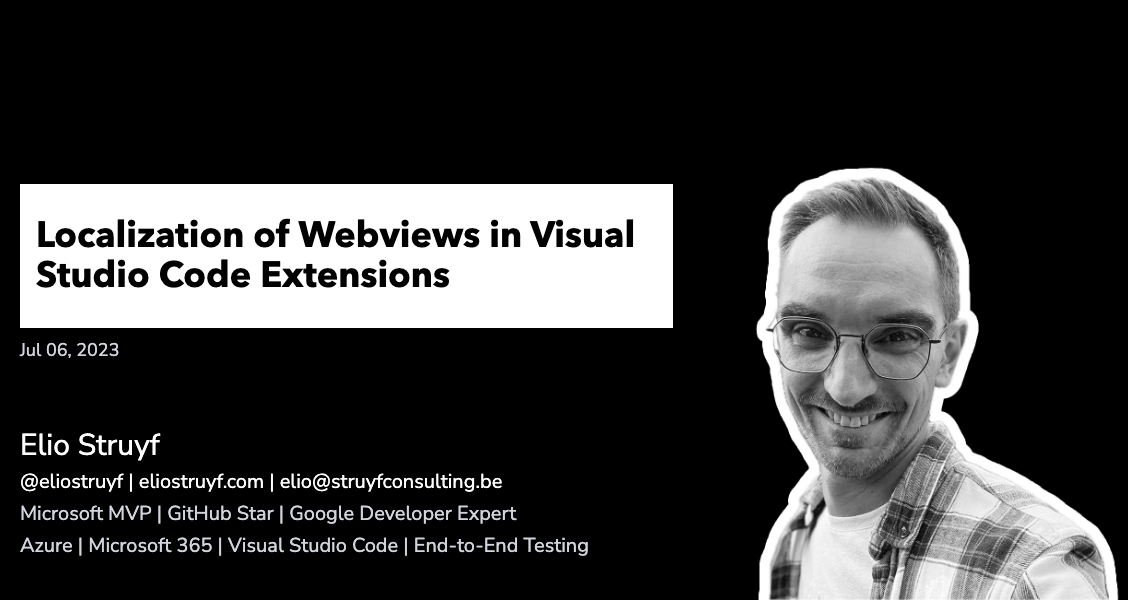 Localization of Webviews in Visual
Studio Code Extensions
Jul 06, 2023
Elio Struyf
@eliostruyf | eliostruyf.com | elio@struyfconsulting.be
Microsoft MVP | GitHub Star | Google Developer Expert
Azure | Microsoft 365 | Visual Studio Code | End-to-End Testing